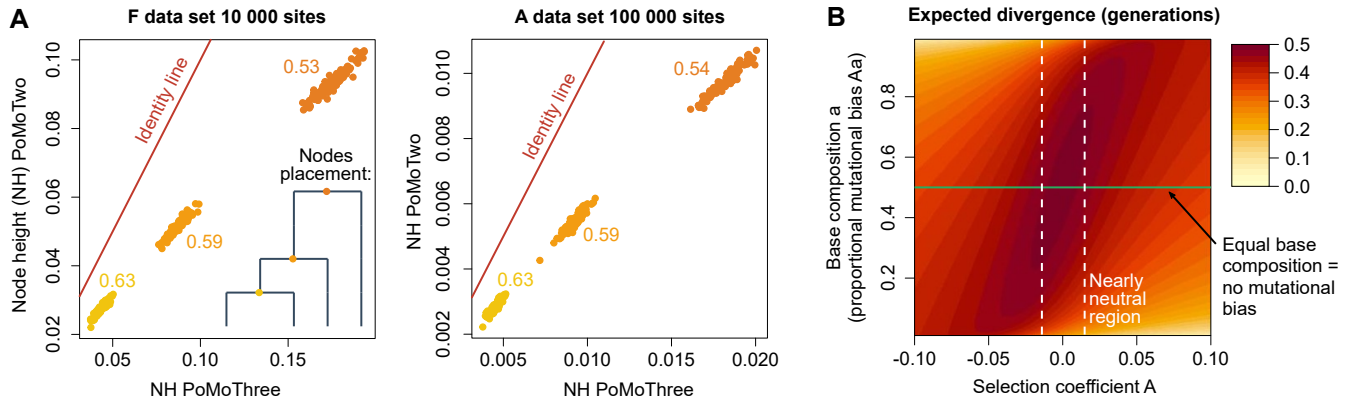 A
F data set 10 000 sites
Node height (NH) PoMoTwo
0.10
0.08
0.06
0.04
0.02
Identity line
0.53
0.59
0.63
Nodes
placement:
0.05
0.10
0.15
NH PoMoThree
A data set 100 000 sites
NH PoMoTwo
0.010
0.008
0.006
0.004
0.002
Identity line
0.54
0.59
0.63
0.005
0.010
0.015
0.020
NH PoMoThree
B
Expected divergence (generations)
Base composition a
(proportional mutational bias Aa)
0.8
0.6
0.4
0.2
Nearly
neutral
region
-0.10
-0.05
0.0
0.05
0.10
Selection coefficient A
0.5
0.4
0.3
0.2
0.1
0.0
Equal base
composition =
no mutational
bias